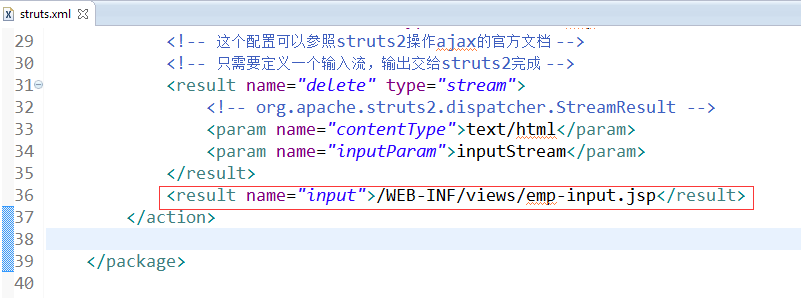 struts.xml
29 <!-- 这个配置可以参照struts2操作ajax的官方文档 -->
30 <!-- 只需要定义一个输入流，输出交给struts2完成 -->
31 <result name="delete" type="stream">
32 <!-- org.apache.struts2.dispatcher.StreamResult -->
33 <param name="contentType">text/html</param>
34 <param name="inputParam">inputStream</param>
35 </result>
36 <result name="input">/WEB-INF/views/emp-input.jsp</result>
37 </action>
38
39 </package>
40